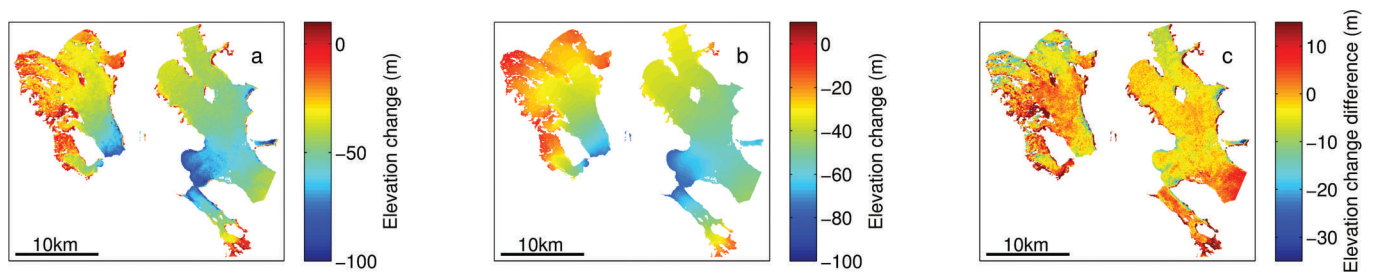 a
0
−50
−100
Elevation change (m)
10km
b
0
−20
−40
−60
−80
−100
Elevation change (m)
10km
c
10
0
−10
−20
−30
Elevation change difference (m)
10km